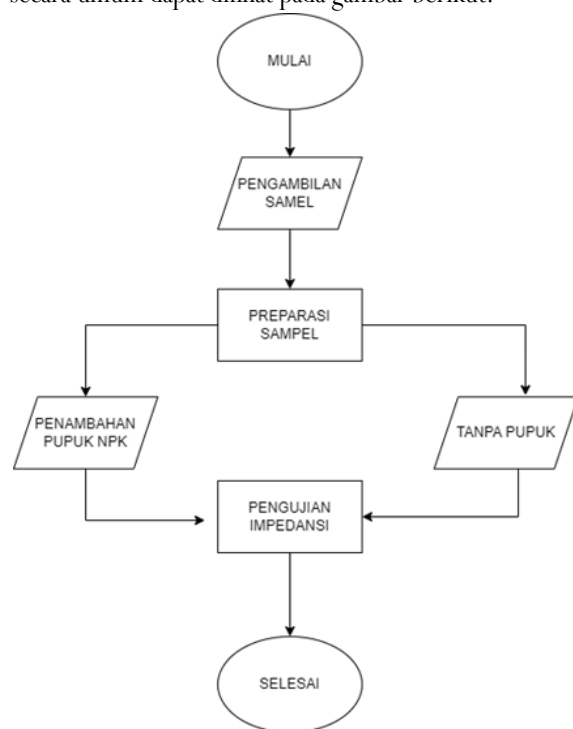 secara umum dapat dilihat pada gambar berikut:
MULAI
PENGAMBILAN
SAMEL
PREPARASI
SAMPEL
PENAMBAHAN
PUPUK NPK
TANPA PUPUK
PENGUJIAN
IMPEDANSI
SELESAI